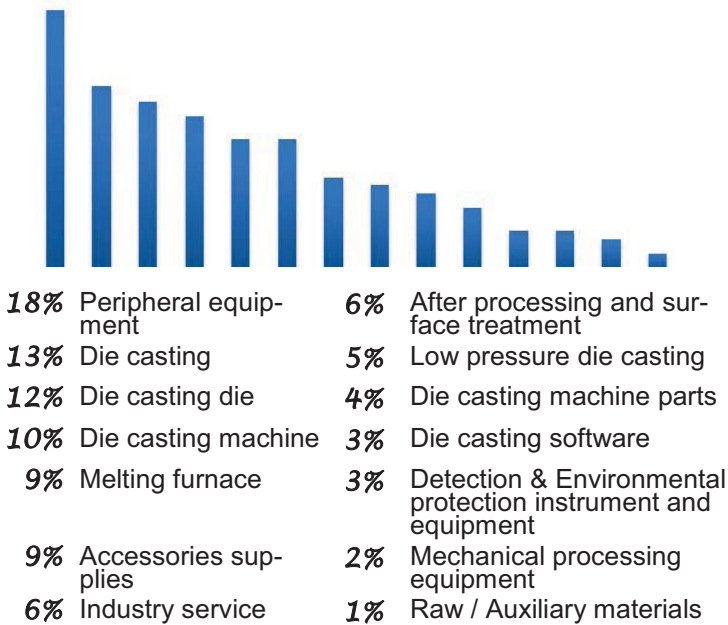 18% Peripheral equip-
ment
13% Die casting
12% Die casting die
10% Die casting machine
9% Melting furnace
9% Accessories sup-
plies
6% Industry service
6% After processing and sur-
face treatment
5% Low pressure die casting
4% Die casting machine parts
3% Die casting software
3% Detection & Environmental
protection instrument and
equipment
2% Mechanical processing
equipment
1% Raw / Auxiliary materials